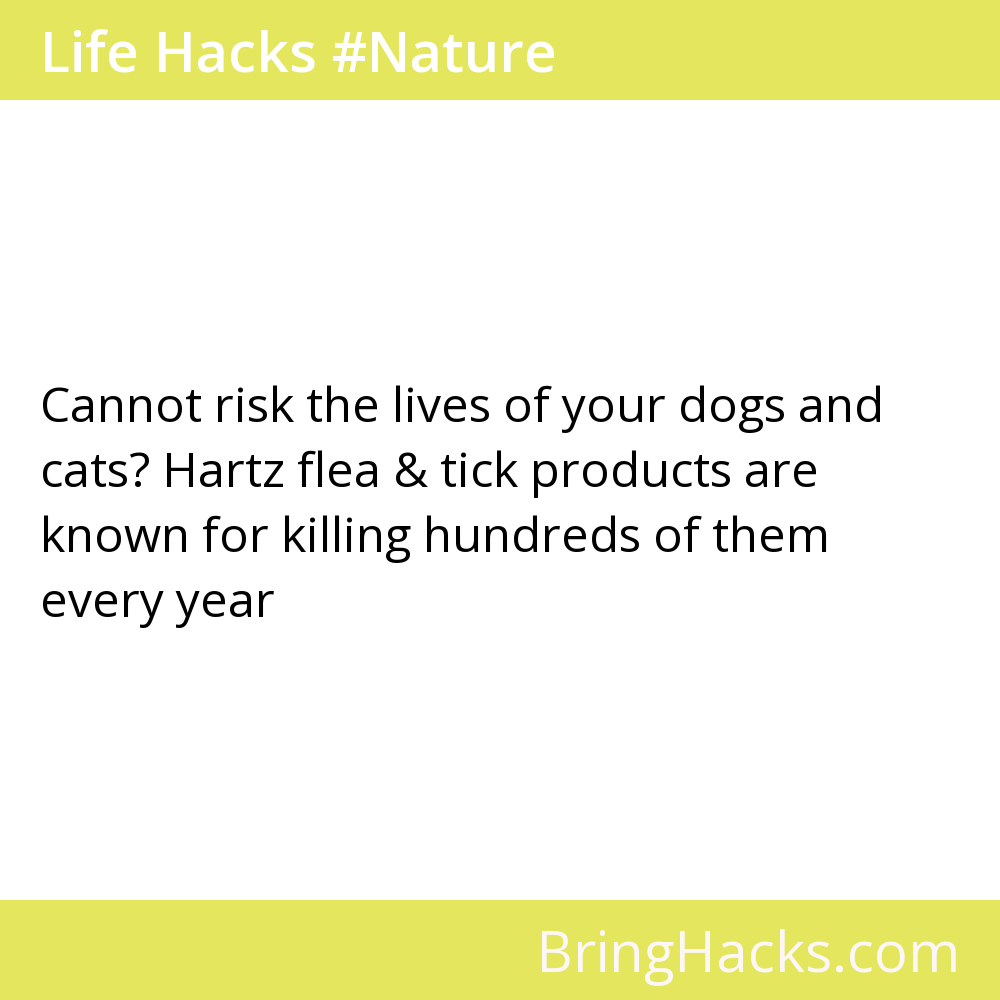 Life Hacks #Nature
Cannot risk the lives of your dogs and
cats? Hartz flea & tick products are
known for killing hundreds of them
every year
BringHacks.com